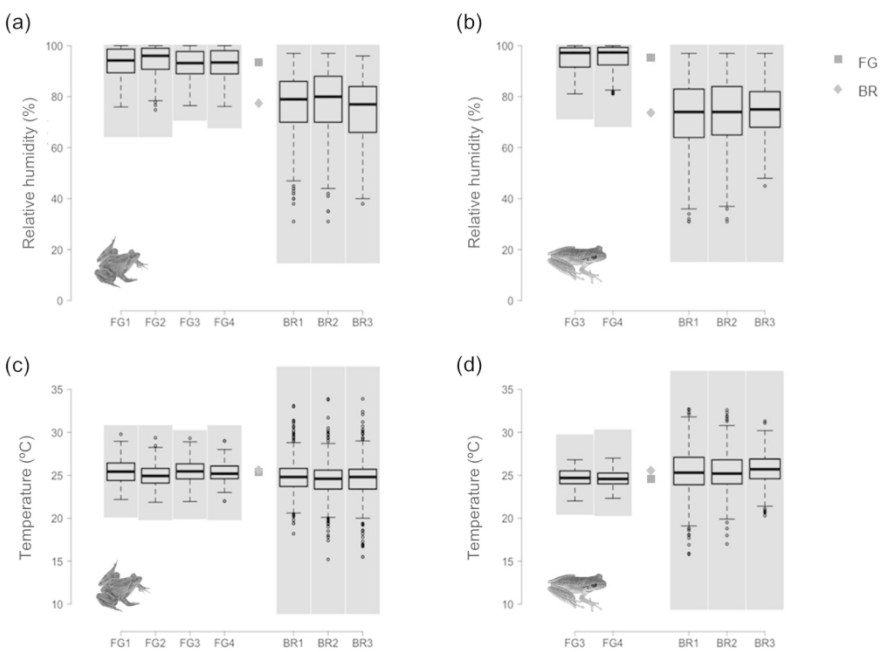 (a)
Relative humidity (%)
100
80
60
40
20
0
FG1 FG2 FG3 FG4 BR1 BR2 BR3
(b)
Relative humidity (%)
100
80
60
40
20
0
FG3 FG4 BR1 BR2 BR3
FG
BR
(c)
Temperature (ºC)
35
30
25
20
15
10
FG1 FG2 FG3 FG4 BR1 BR2 BR3
(d)
Temperature (ºC)
35
30
25
20
15
10
FG3 FG4 BR1 BR2 BR3